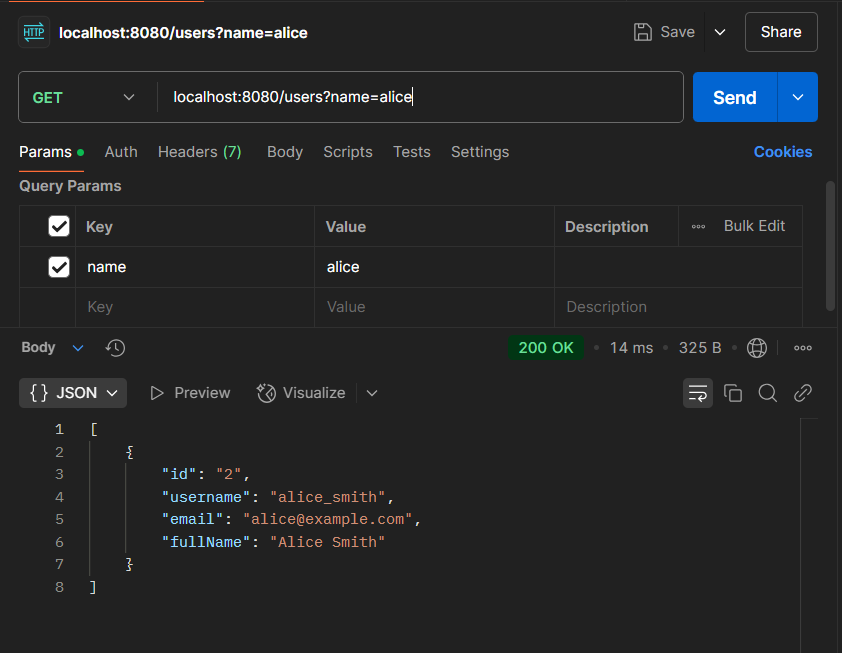 HTTP localhost:8080/users?name=alice Save Share
GET localhost:8080/users?name=alice Send
Params Auth Headers (7) Body Scripts Tests Settings Cookies
Query Params
Key Value Description Bulk Edit
name alice
Key Value Description
Body 200 OK 14 ms 325 B
{} JSON Preview Visualize
1 [
2 {
3 "id": "2",
4 "username": "alice_smith",
5 "email": "alice@example.com",
6 "fullName": "Alice Smith"
7 }
8 ]